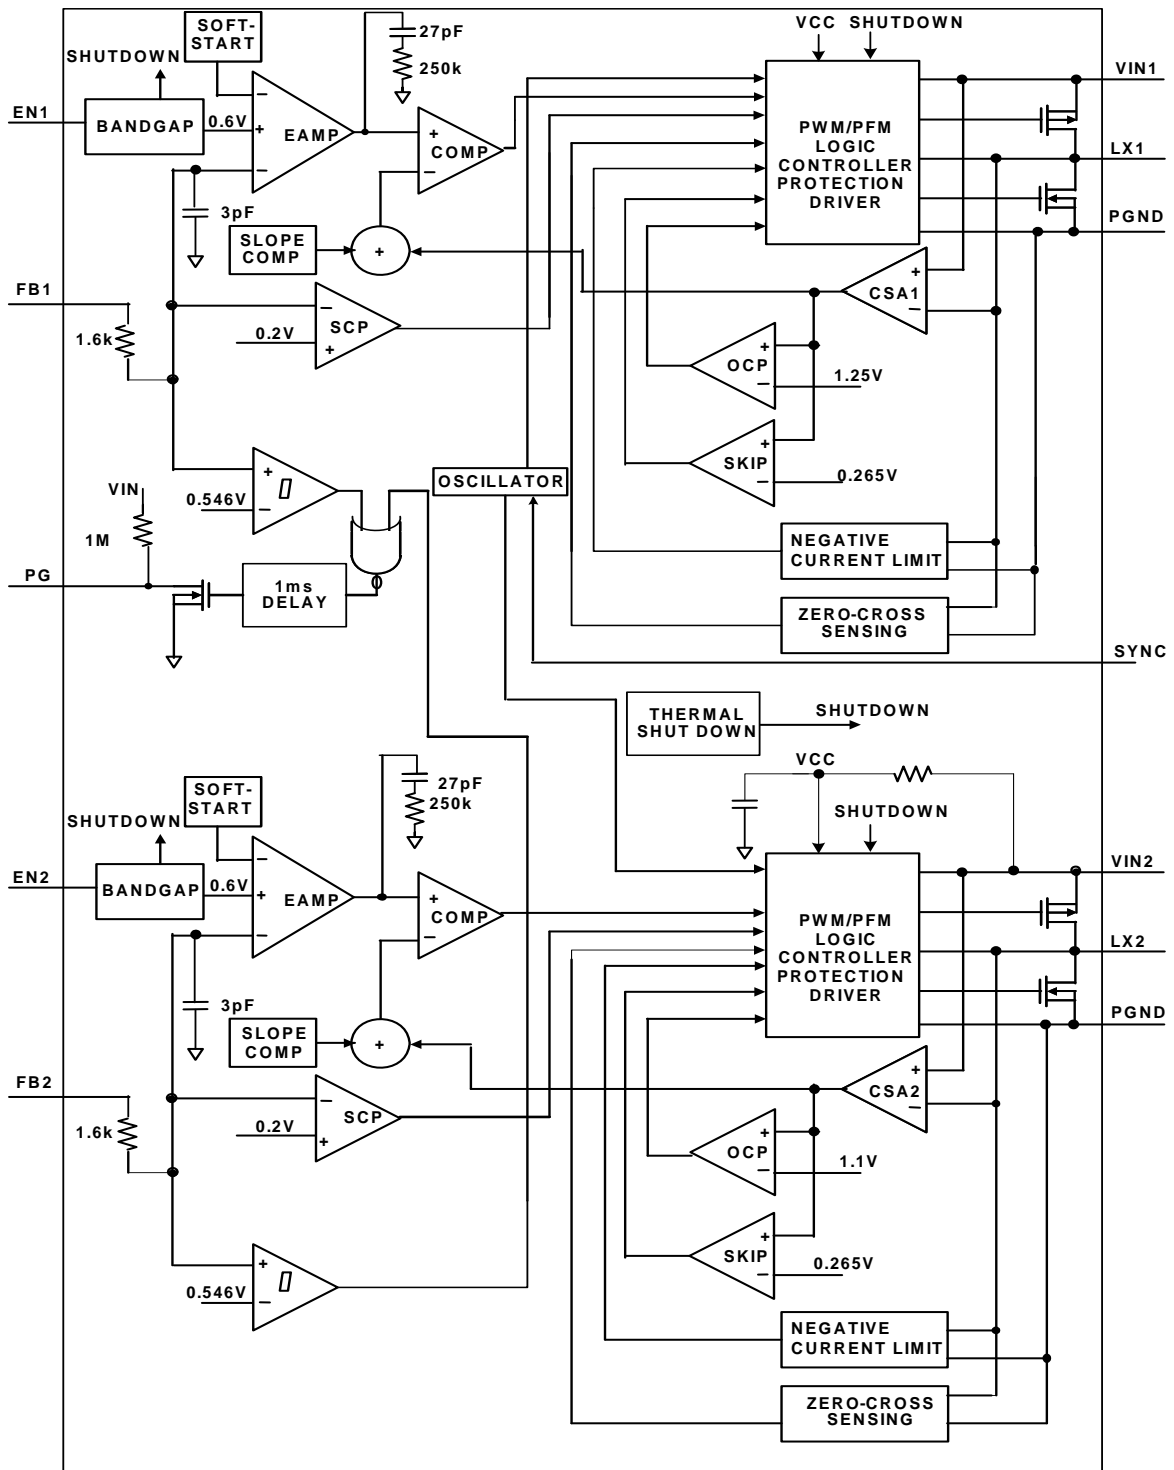 SOFT-
START
27pF
250k
SHUTDOWN
VCC SHUTDOWN
VIN1
EN1
BANDGAP
0.6V
+
−
−
EAMP
+
−
COMP
PWM/PFM
LOGIC
CONTROLLER
PROTECTION
DRIVER
LX1
PGND
3pF
SLOPE
COMP
+
+
−
CSA1
FB1
1.6k
−
+
SCP
0.2V
+
−
OCP
1.25V
+
−
SKIP
0.265V
+
−
0.546V
OSCILLATOR
VIN
1M
PG
1ms
DELAY
NEGATIVE
CURRENT LIMIT
ZERO-CROSS
SENSING
SYNC
THERMAL
SHUT DOWN
SHUTDOWN
VCC
SOFT-
START
27pF
250k
SHUTDOWN
SHUTDOWN
VIN2
EN2
BANDGAP
0.6V
−
+
−
EAMP
+
−
COMP
PWM/PFM
LOGIC
CONTROLLER
PROTECTION
DRIVER
LX2
PGND
3pF
SLOPE
COMP
+
+
−
CSA2
FB2
1.6k
−
+
SCP
0.2V
+
−
OCP
1.1V
+
−
SKIP
0.265V
+
−
0.546V
NEGATIVE
CURRENT LIMIT
ZERO-CROSS
SENSING